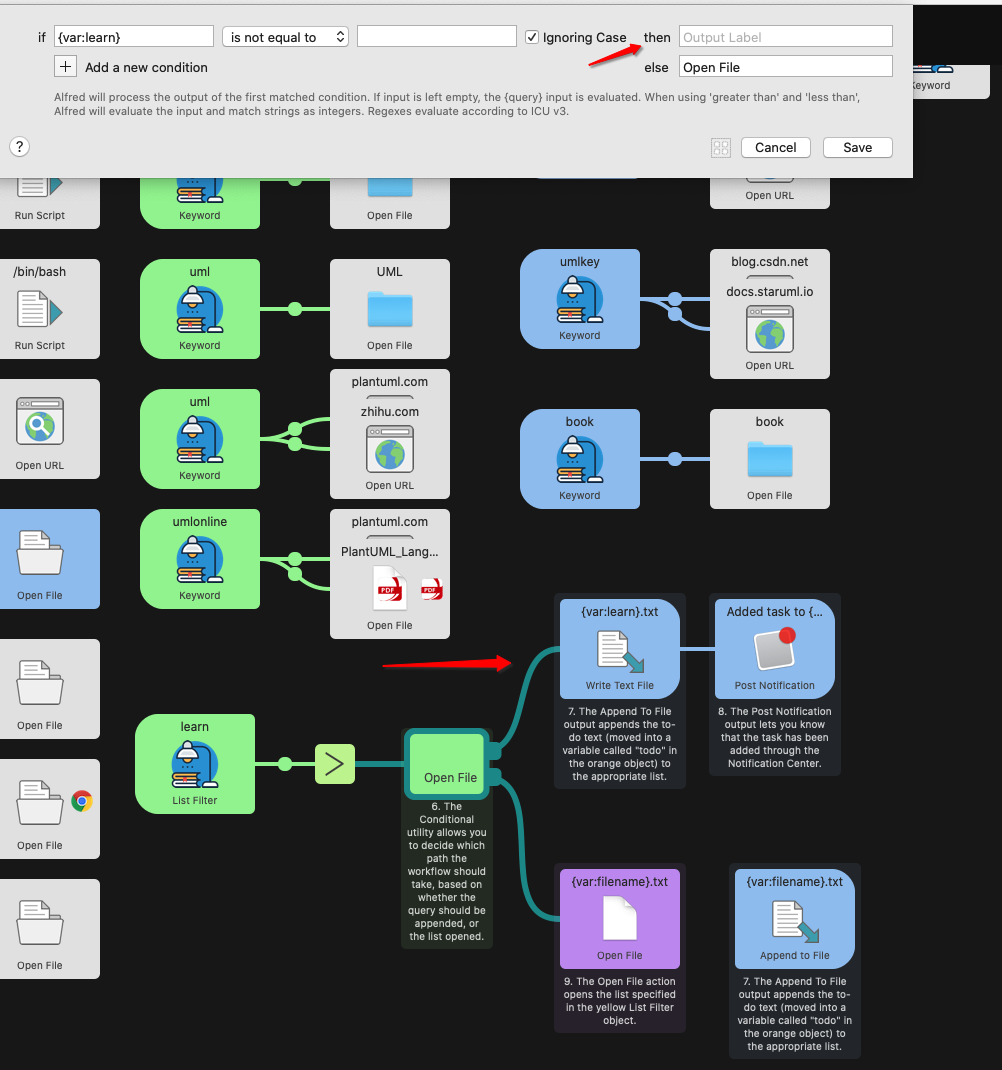 if {var:learn} is not equal to Ignoring Case then Output Label
+ Add a new condition else Open File
Alfred will process the output of the first matched condition. If input is left empty, the {query} input is evaluated. When using 'greater than' and 'less than',
Alfred will evaluate the input and match strings as integers. Regexes evaluate according to ICU v3.
? Cancel Save
Keyword
Run Script
Keyword
Open File
Open URL
/bin/bash
Run Script
uml
Keyword
UML
Open File
umlkey
Keyword
blog.csdn.net
docs.staruml.io
Open URL
Open URL
uml
Keyword
plantuml.com
zhihu.com
Open URL
book
Keyword
book
Open File
Open File
umlonline
Keyword
plantuml.com
PlantUML_Lang...
PDF
PDF
Open File
Open File
learn
List Filter
Open File
6. The
Conditional
utility allows you
to decide which
path the
workflow should
take, based on
whether the
query should be
appended, or
the list opened.
{var:learn}.txt
Write Text File
7. The Append To File
output appends the to-
do text (moved into a
variable called "todo" in
the orange object) to
the appropriate list.
Added task to {...
Post Notification
8. The Post Notification
output lets you know
that the task has been
added through the
Notification Center.
Open File
Open File
{var:filename}.txt
Open File
9. The Open File action
opens the list specified
in the yellow List Filter
object.
{var:filename}.txt
Append to File
7. The Append To File
output appends the to-
do text (moved into a
variable called "todo" in
the orange object) to
the appropriate list.